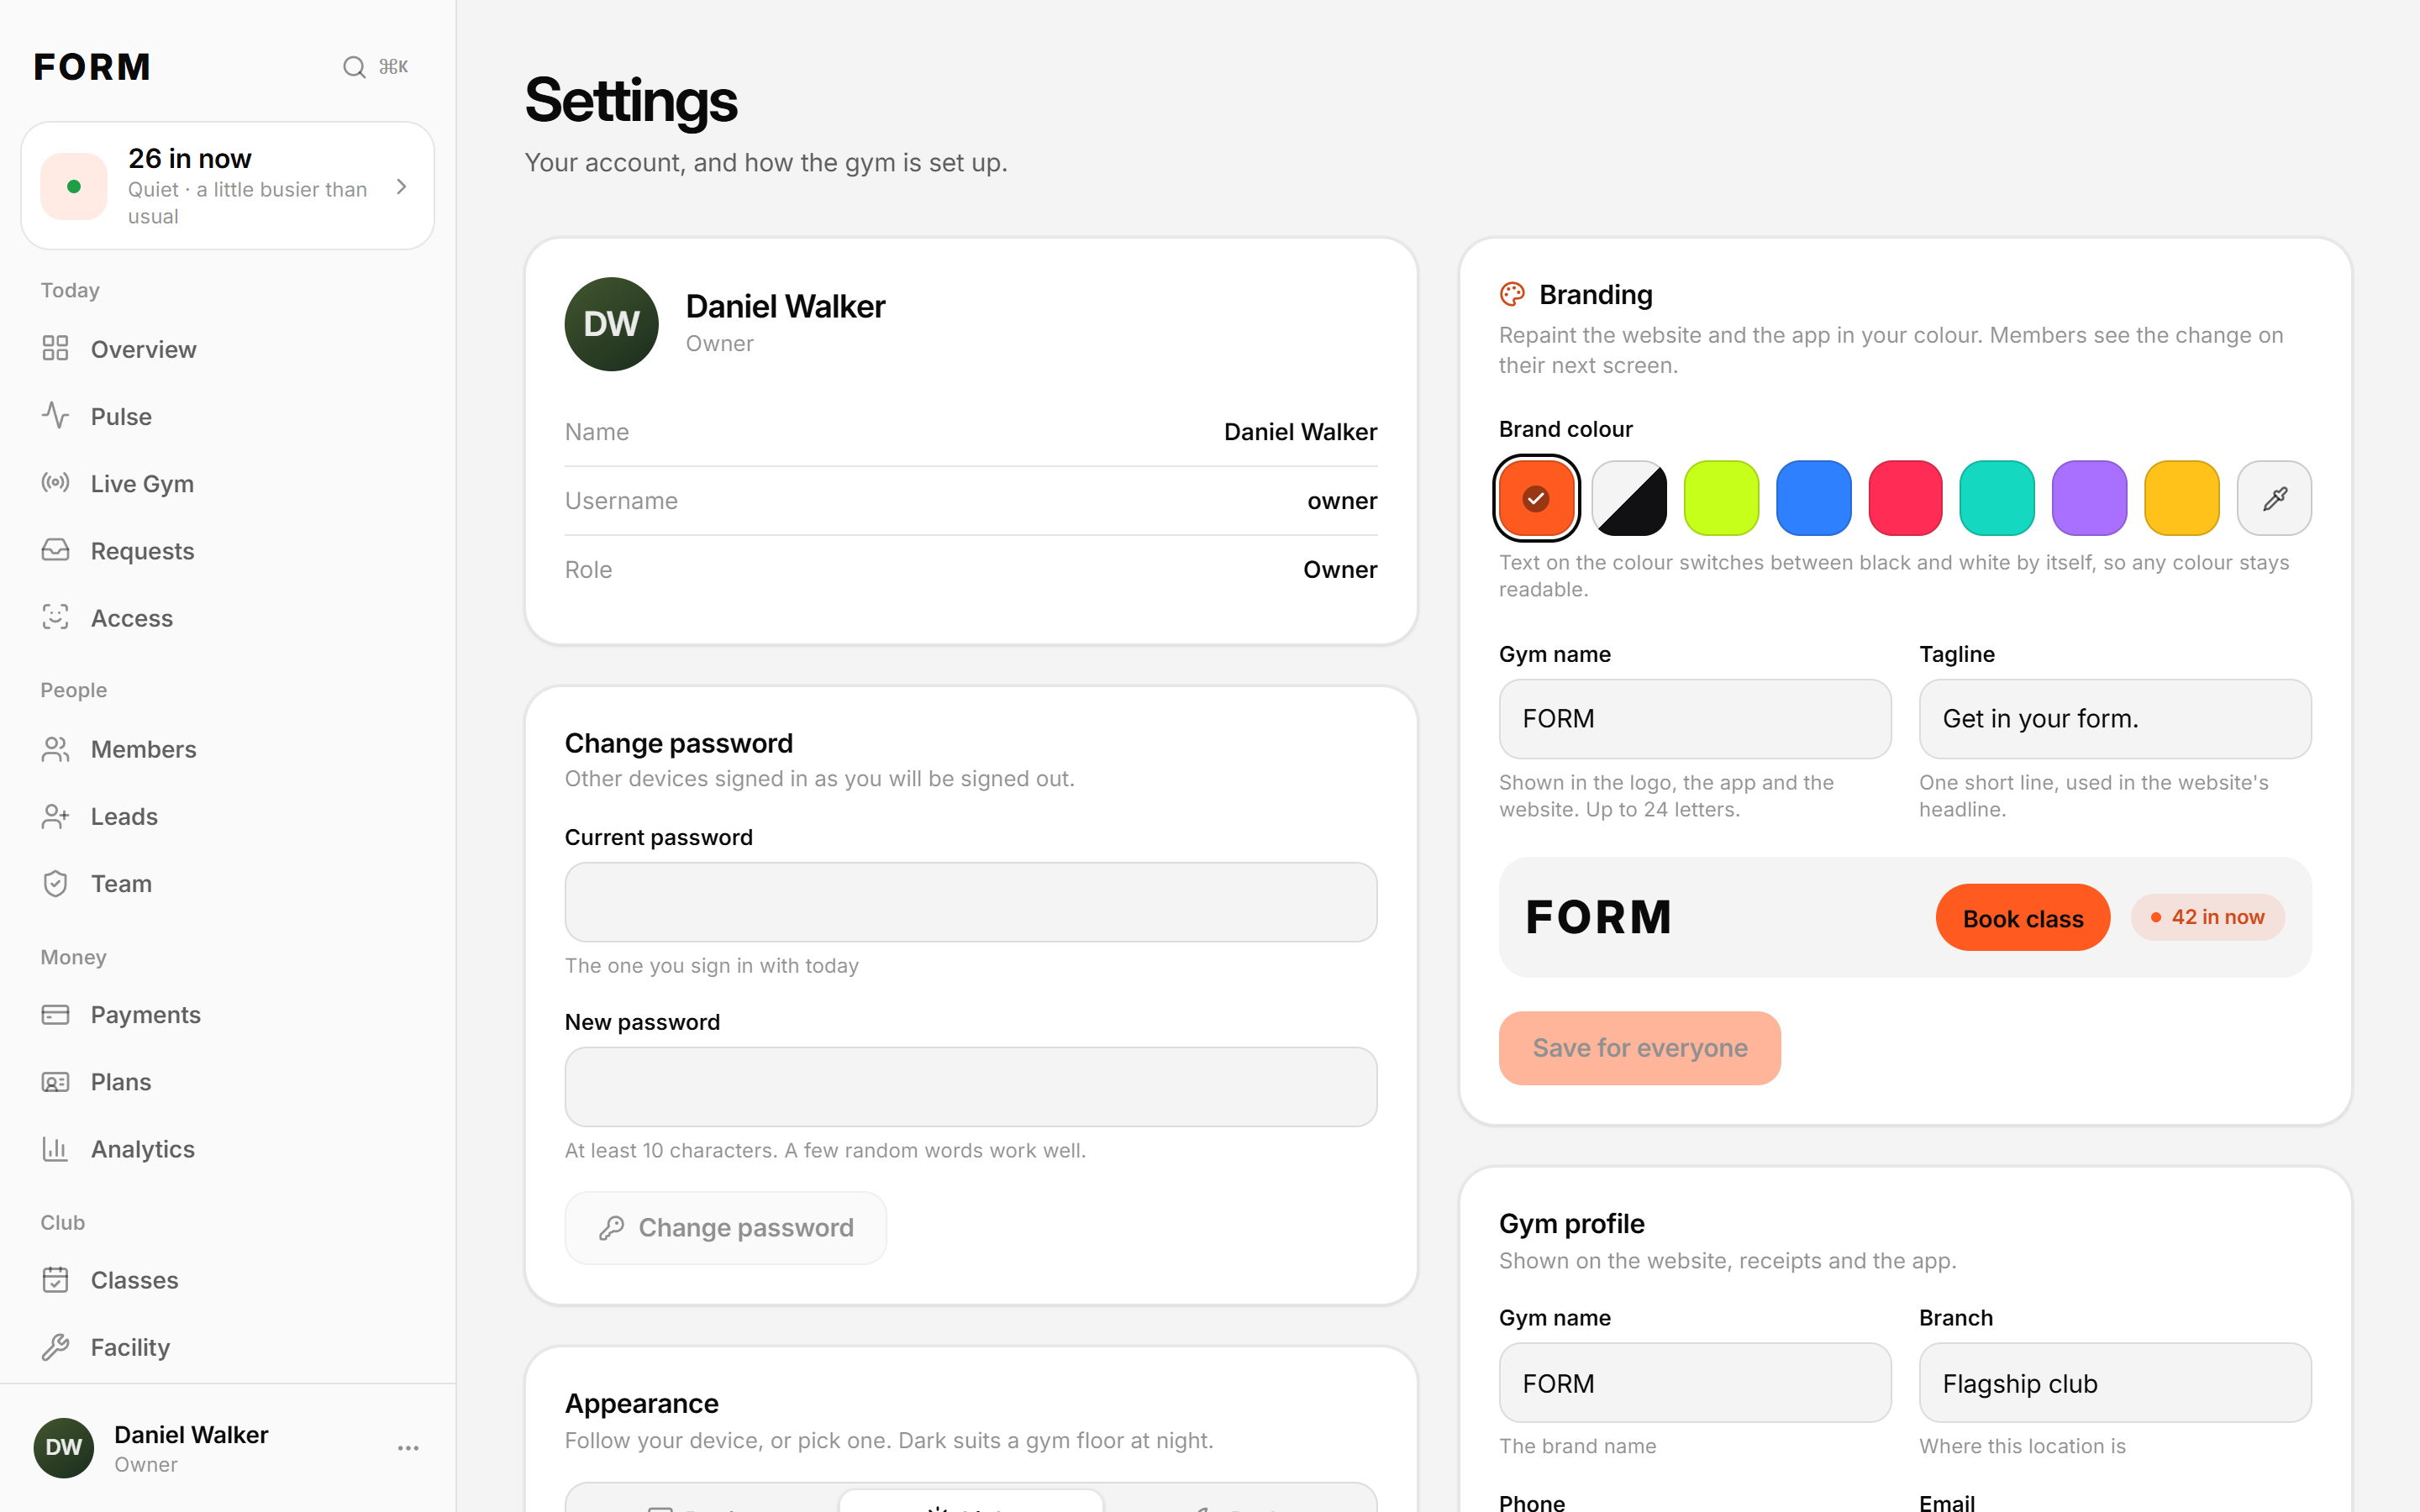 FORM
⌘K
26 in now
Quiet · a little busier than
usual
Today
Overview
Pulse
Live Gym
Requests
Access
People
Members
Leads
Team
Money
Payments
Plans
Analytics
Club
Classes
Facility
DW
Daniel Walker
Owner
Settings
Your account, and how the gym is set up.
DW
Daniel Walker
Owner
Name Daniel Walker
Username owner
Role Owner
Change password
Other devices signed in as you will be signed out.
Current password
The one you sign in with today
New password
At least 10 characters. A few random words work well.
Change password
Appearance
Follow your device, or pick one. Dark suits a gym floor at night.
Branding
Repaint the website and the app in your colour. Members see the change on
their next screen.
Brand colour
Text on the colour switches between black and white by itself, so any colour stays
readable.
Gym name Tagline
FORM Get in your form.
Shown in the logo, the app and the
website. Up to 24 letters.
One short line, used in the website's
headline.
FORM Book class 42 in now
Save for everyone
Gym profile
Shown on the website, receipts and the app.
Gym name Branch
FORM Flagship club
The brand name Where this location is
Phone Email